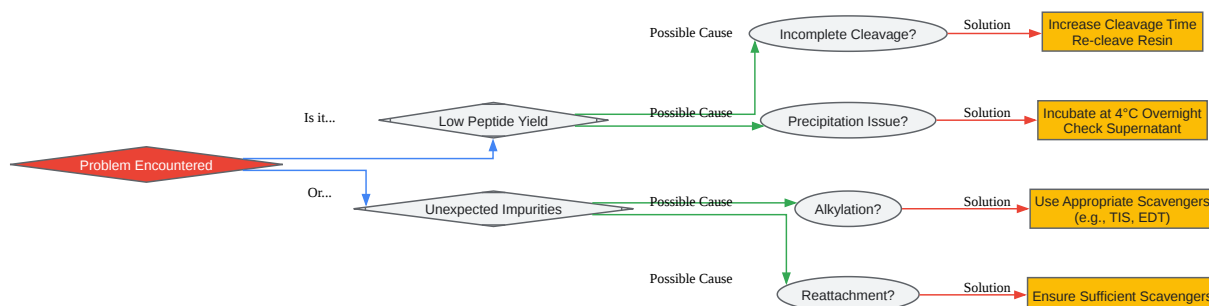 Possible Cause
Incomplete Cleavage?
Solution
Increase Cleavage Time
Re-cleave Resin
Is it...
Low Peptide Yield
Possible Cause
Precipitation Issue?
Solution
Incubate at 4°C Overnight
Check Supernatant
Problem Encountered
Or...
Unexpected Impurities
Possible Cause
Alkylation?
Solution
Use Appropriate Scavengers
(e.g., TIS, EDT)
Possible Cause
Reattachment?
Solution
Ensure Sufficient Scavengers